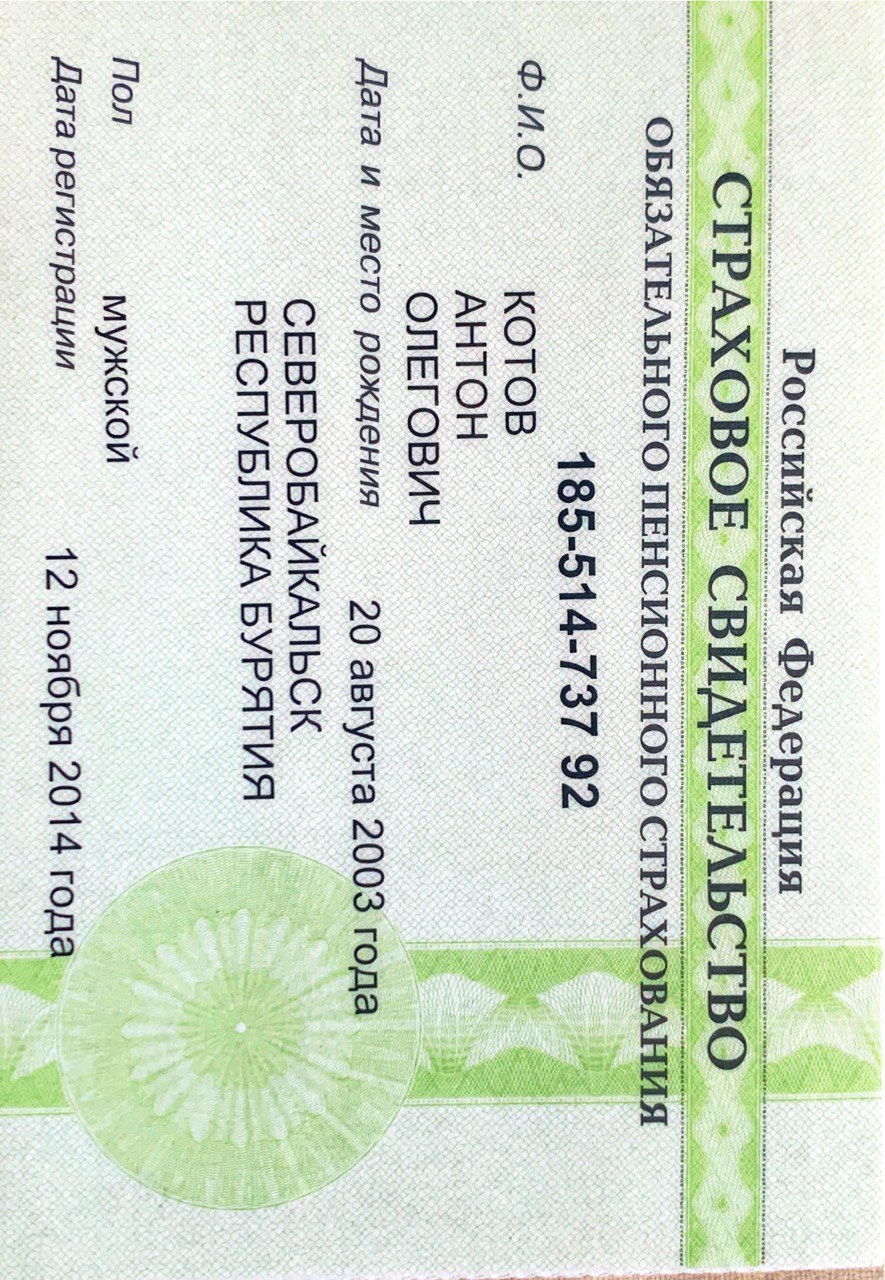 Российская Федерация
СТРАХОВОЕ СВИДЕТЕЛЬСТВО
ОБЯЗАТЕЛЬНОГО ПЕНСИОННОГО СТРАХОВАНИЯ
185-514-737 92
Ф.И.О.
КОТОВ
АНТОН
ОЛЕГОВИЧ
Дата и место рождения 20 августа 2003 года
СЕВЕРОБАЙКАЛЬСК
РЕСПУБЛИКА БУРЯТИЯ
Пол мужской
Дата регистрации 12 ноября 2014 года